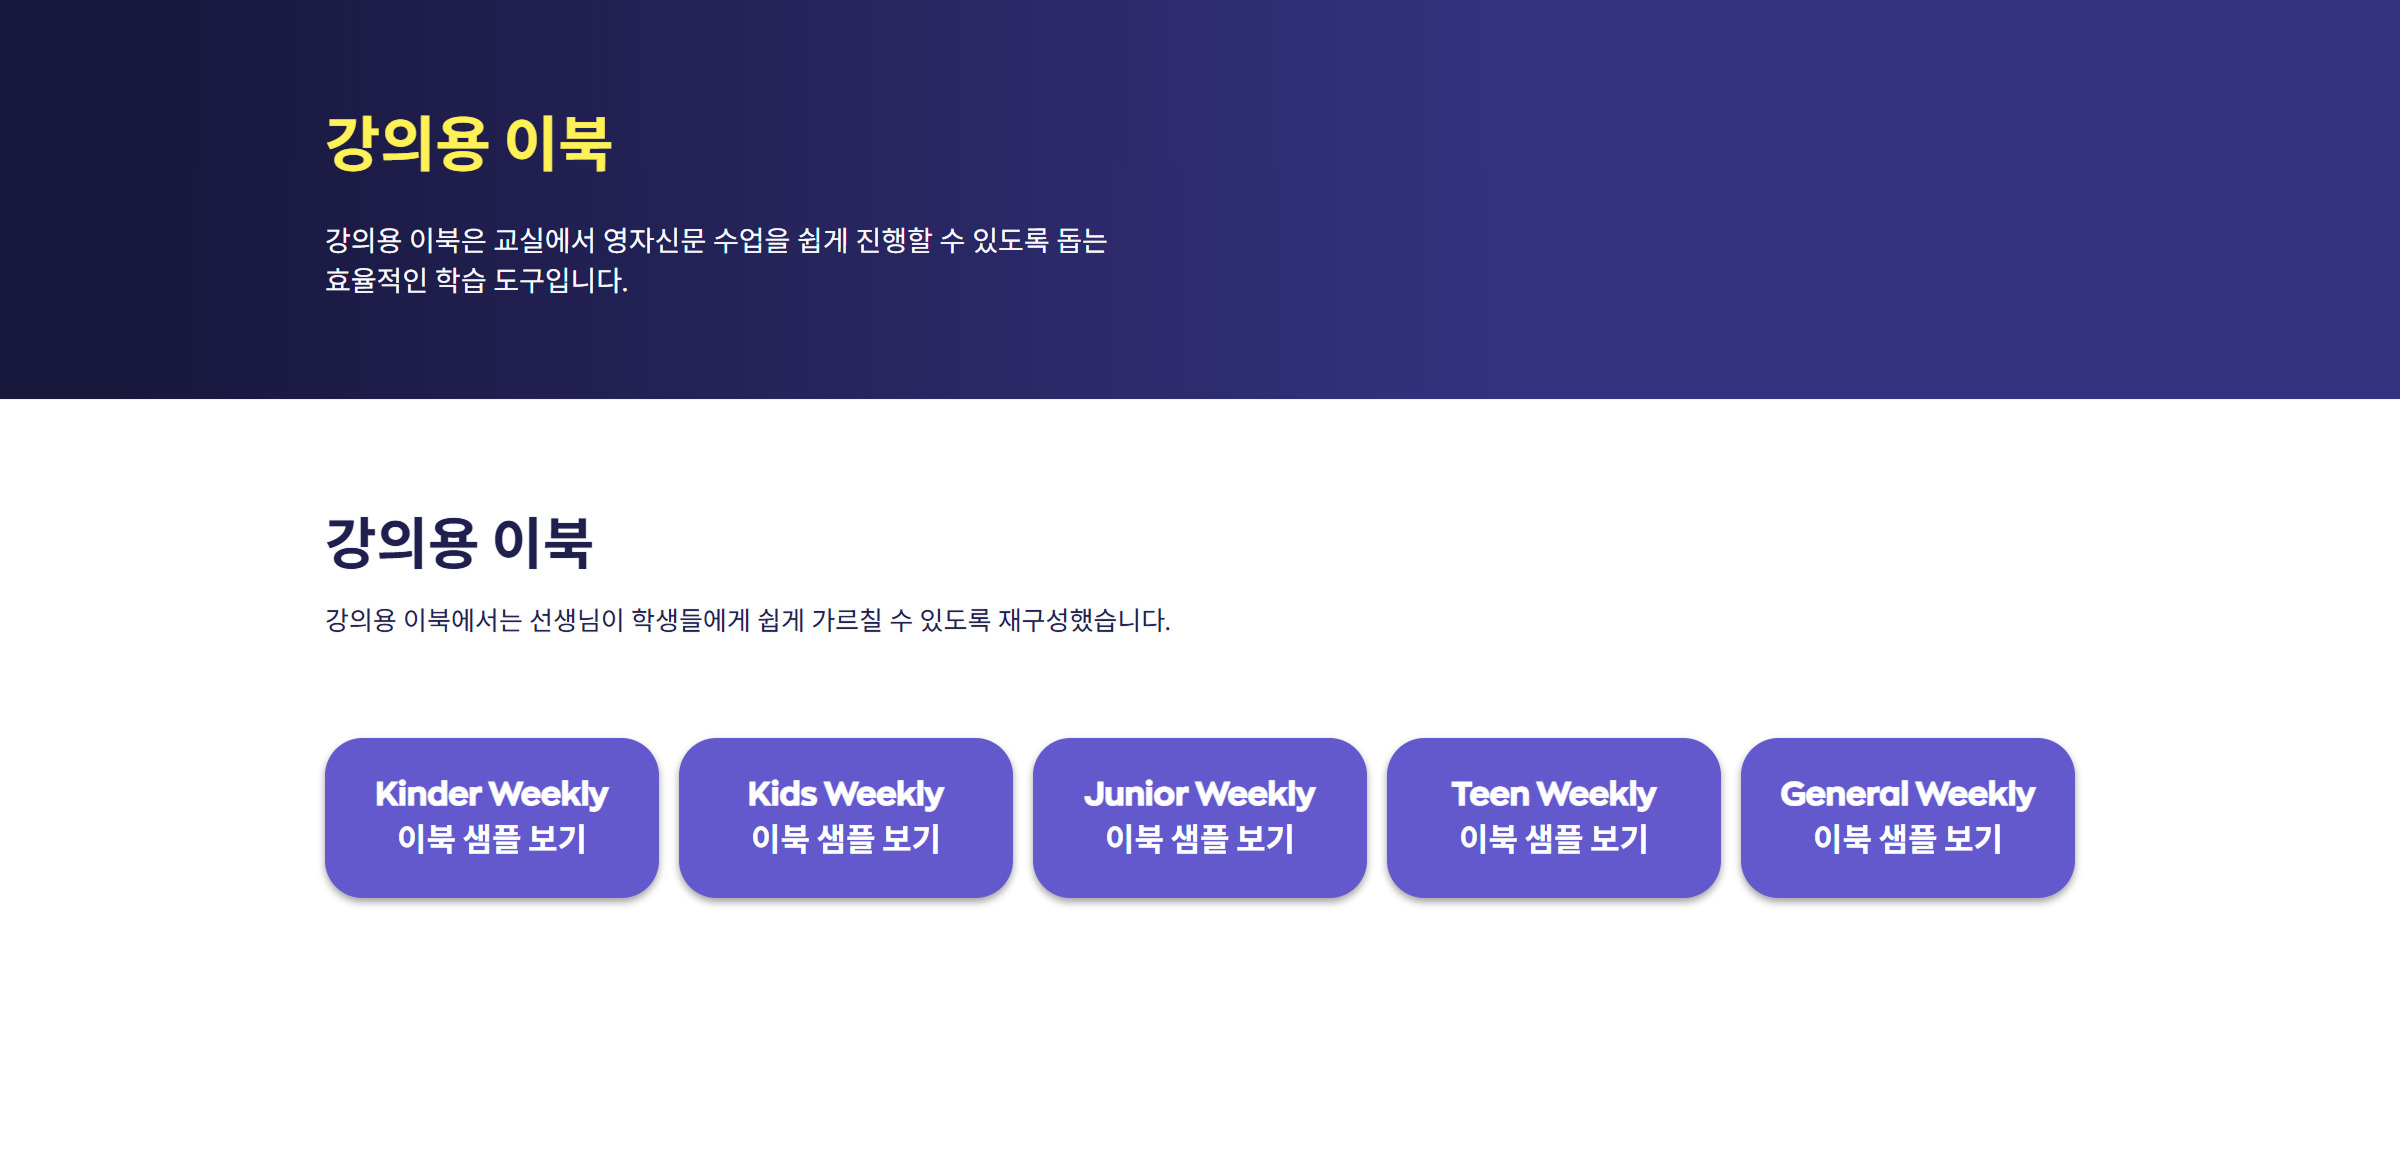 강의용 이북
강의용 이북은 교실에서 영자신문 수업을 쉽게 진행할 수 있도록 돕는
효율적인 학습 도구입니다.
강의용 이북
강의용 이북에서는 선생님이 학생들에게 쉽게 가르칠 수 있도록 재구성했습니다.
Kinder Weekly
이북 샘플 보기
Kids Weekly
이북 샘플 보기
Junior Weekly
이북 샘플 보기
Teen Weekly
이북 샘플 보기
General Weekly
이북 샘플 보기